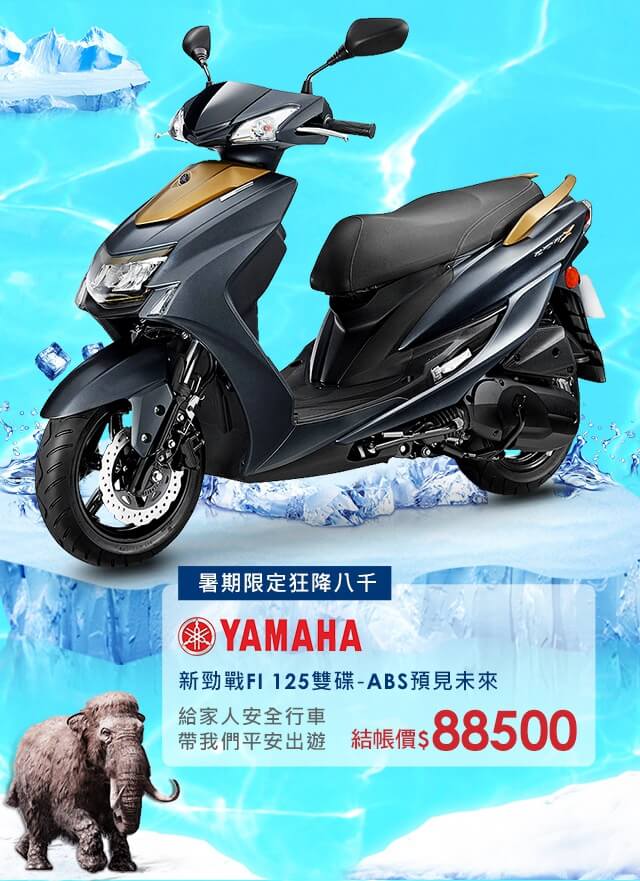 暑期限定狂降八千
YAMAHA
新勁戰FI 125雙碟-ABS預見未來
給家人安全行車
帶我們平安出遊
結帳價$88500